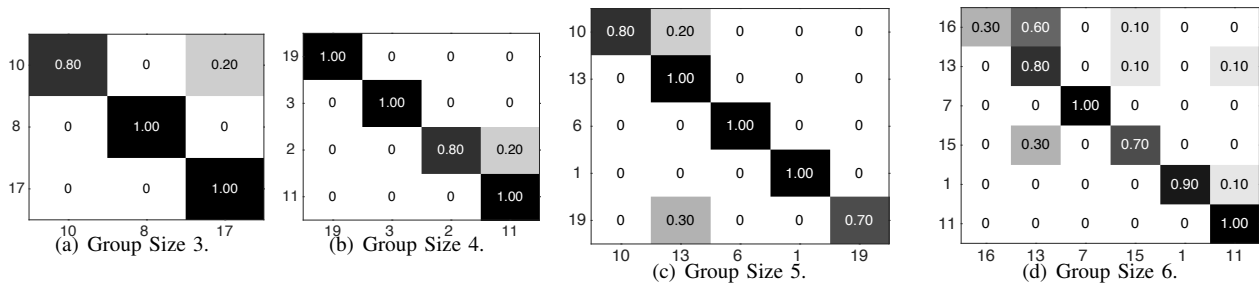 10 0.80 0 0.20
8 0 1.00 0
17 0 0 1.00
10 8 17
(a) Group Size 3.
19 1.00 0 0 0
3 0 1.00 0 0
2 0 0 0.80 0.20
11 0 0 0 1.00
19 3 2 11
(b) Group Size 4.
10 0.80 0.20 0 0 0
13 0 1.00 0 0 0
6 0 0 1.00 0 0
1 0 0 0 1.00 0
19 0 0.30 0 0 0.70
10 13 6 1 19
(c) Group Size 5.
16 0.30 0.60 0 0.10 0 0
13 0 0.80 0 0.10 0 0.10
7 0 0 1.00 0 0 0
15 0 0.30 0 0.70 0 0
1 0 0 0 0 0.90 0.10
11 0 0 0 0 0 1.00
16 13 7 15 1 11
(d) Group Size 6.